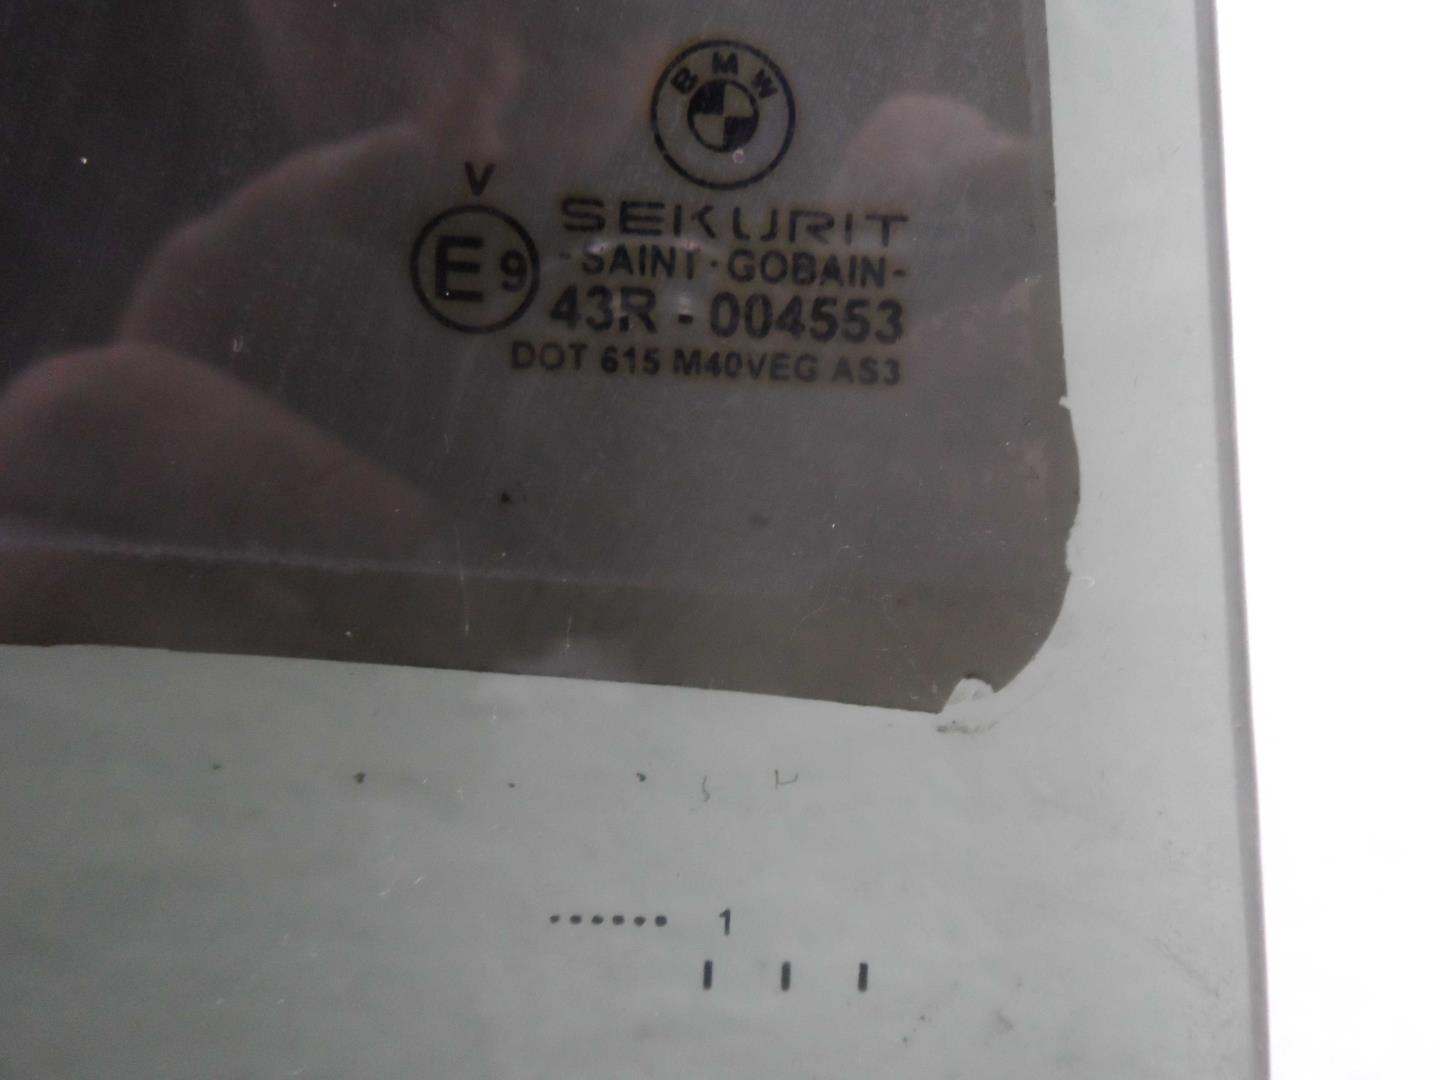 BMW
V
SEKURIT
E9 -SAINT·GOBAIN-
43R - 004553
DOT 615 M40VEG AS3
...... 1